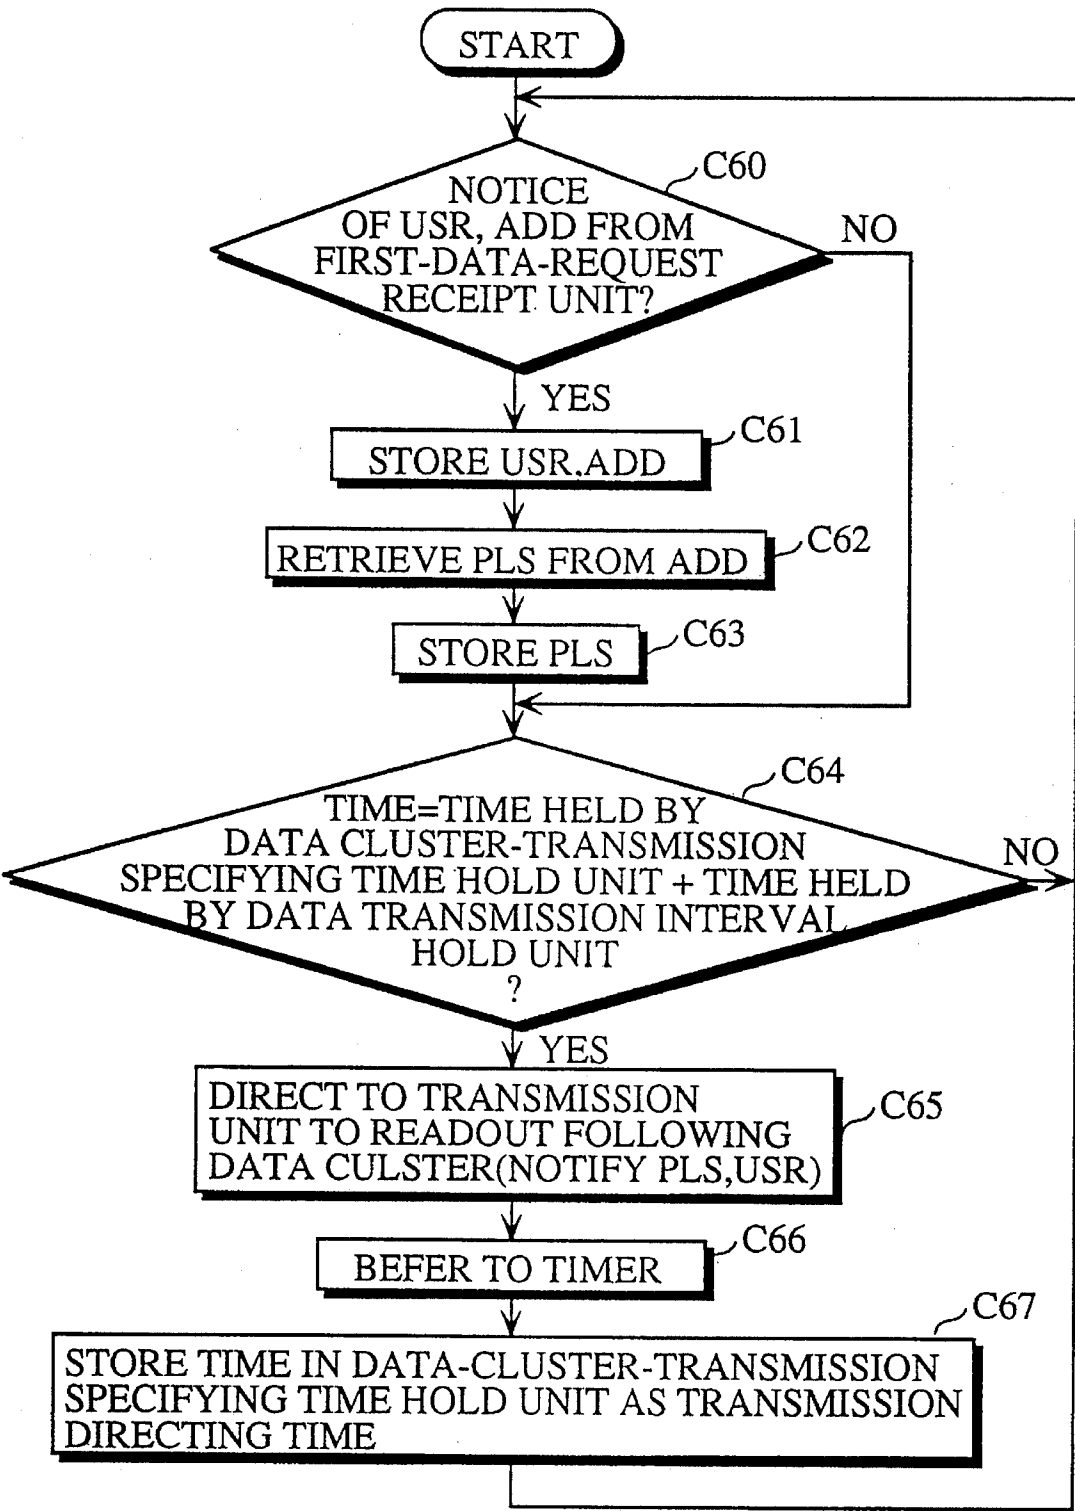 START
C60
NOTICE
OF USR, ADD FROM
FIRST-DATA-REQUEST
RECEIPT UNIT?
NO
YES
C61
STORE USR.ADD
C62
RETRIEVE PLS FROM ADD
C63
STORE PLS
C64
TIME=TIME HELD BY
DATA CLUSTER-TRANSMISSION
SPECIFYING TIME HOLD UNIT + TIME HELD
BY DATA TRANSMISSION INTERVAL
HOLD UNIT
?
NO
YES
C65
DIRECT TO TRANSMISSION
UNIT TO READOUT FOLLOWING
DATA CULSTER(NOTIFY PLS,USR)
C66
BEFER TO TIMER
C67
STORE TIME IN DATA-CLUSTER-TRANSMISSION
SPECIFYING TIME HOLD UNIT AS TRANSMISSION
DIRECTING TIME